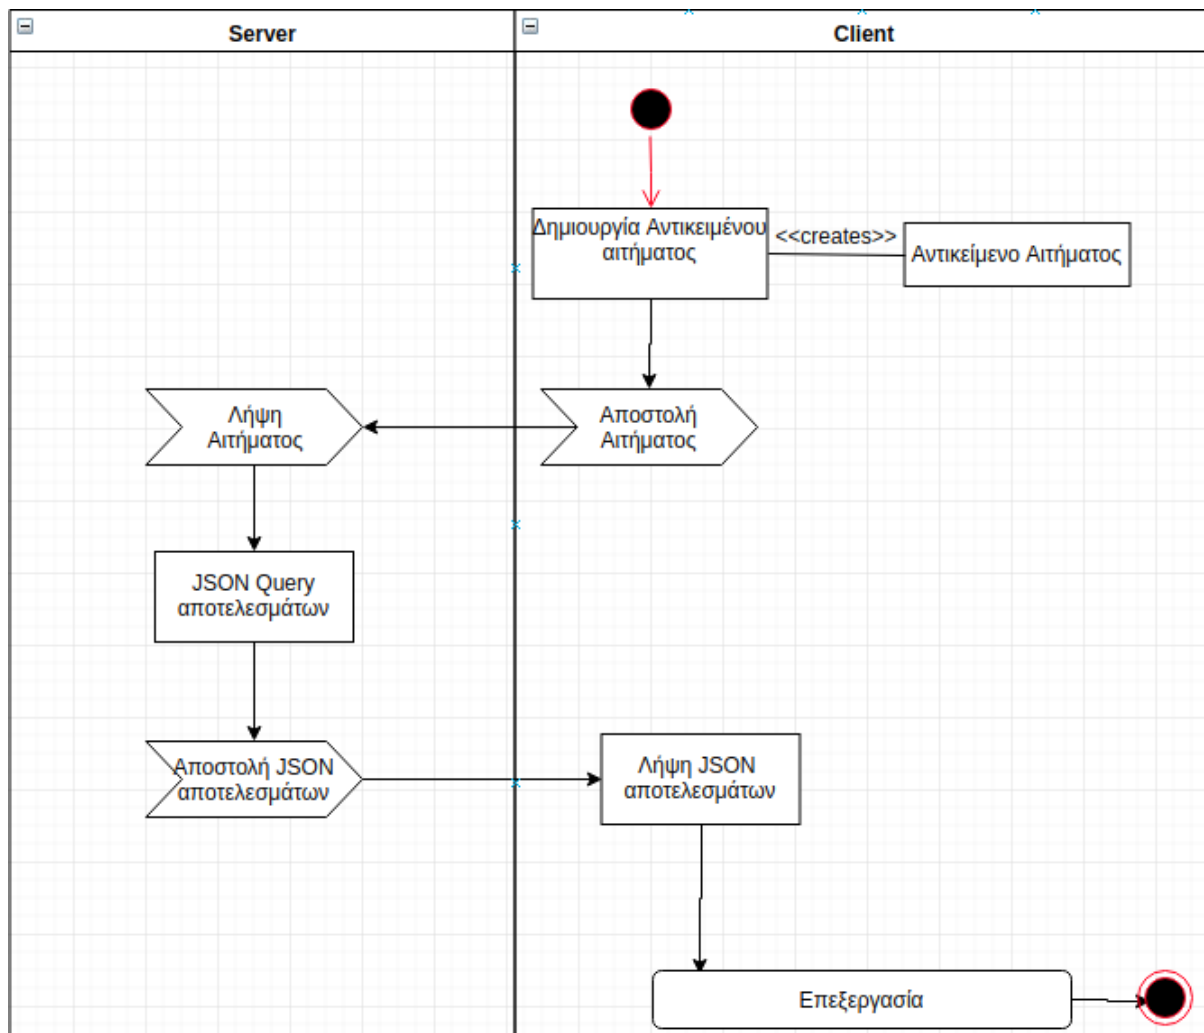 Server
Client
Δημιουργία Αντικειμένου
αιτήματος
<<creates>>
Αντικείμενο Αιτήματος
Λήψη
Αιτήματος
Αποστολή
Αιτήματος
JSON Query
αποτελεσμάτων
Αποστολή JSON
αποτελεσμάτων
Λήψη JSON
αποτελεσμάτων
Επεξεργασία